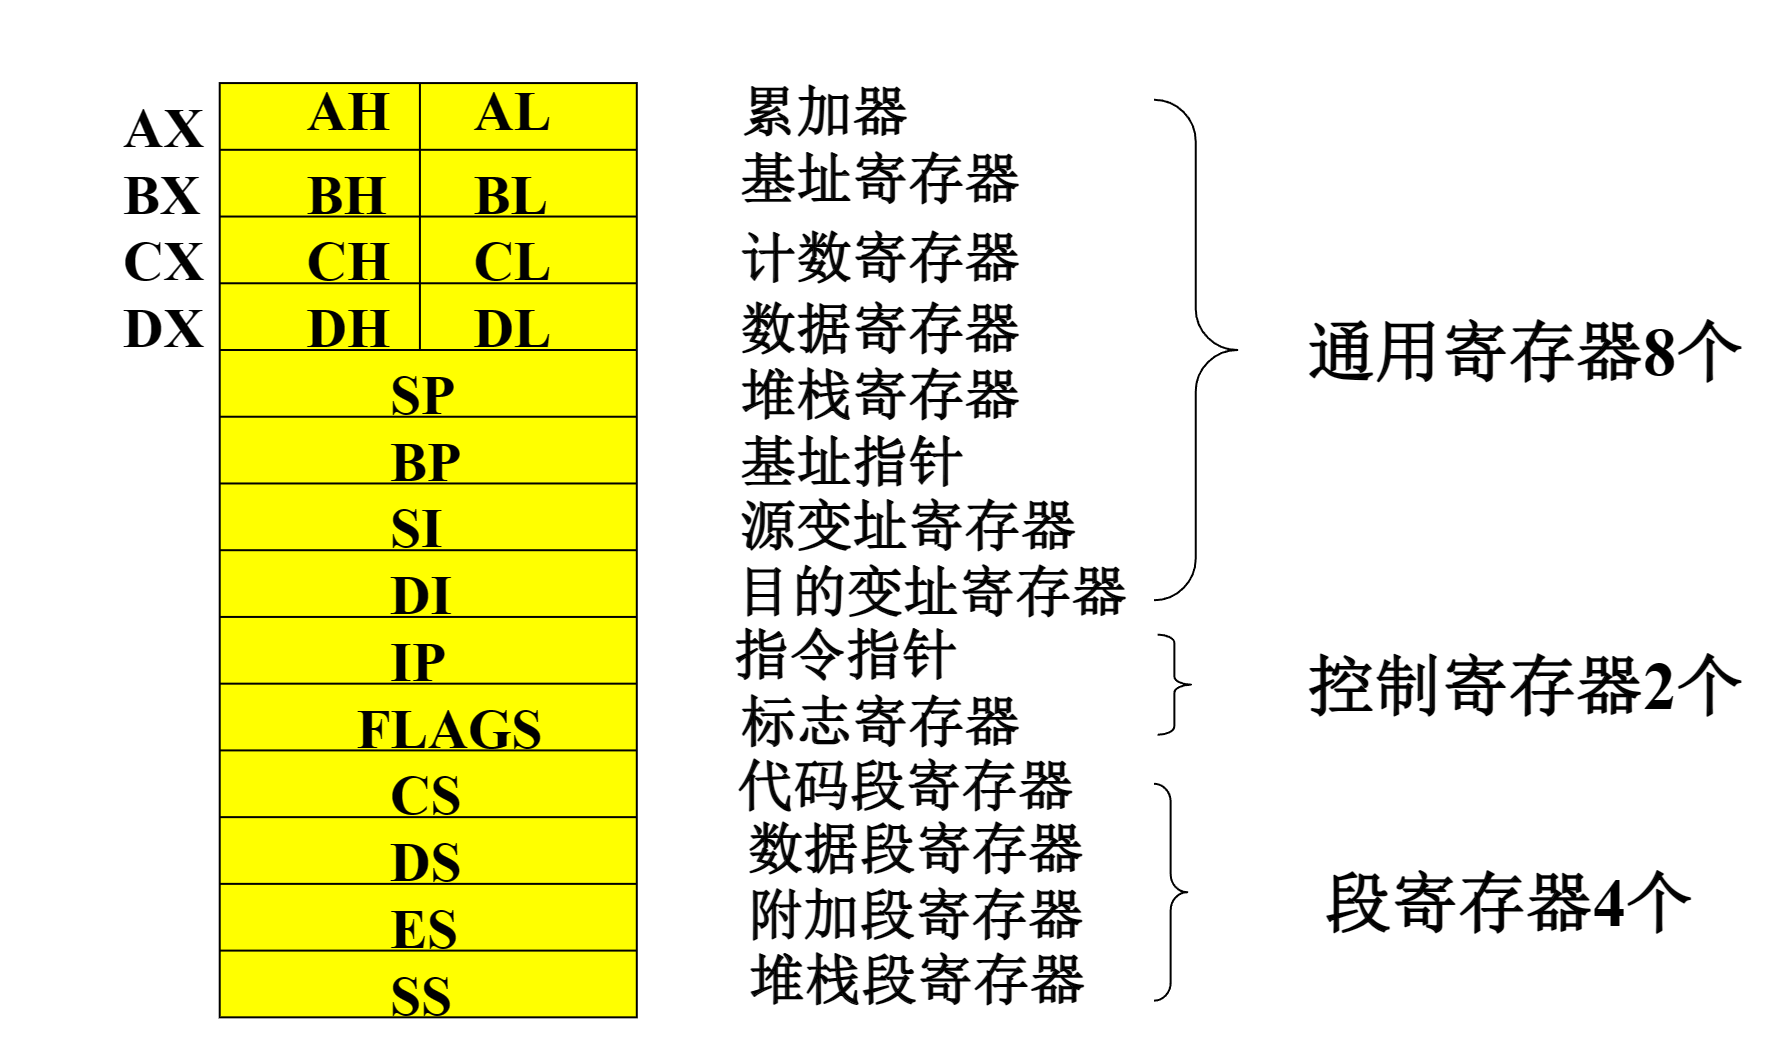 AX AH AL 累加器
BX BH BL 基址寄存器
CX CH CL 计数寄存器
DX DH DL 数据寄存器
通用寄存器8个
SP 堆栈寄存器
BP 基址指针
SI 源变址寄存器
DI 目的变址寄存器
IP 指令指针
控制寄存器2个
FLAGS 标志寄存器
CS 代码段寄存器
DS 数据段寄存器
段寄存器4个
ES 附加段寄存器
SS 堆栈段寄存器